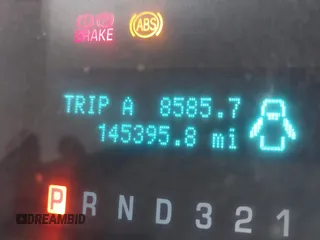 BRAKE ABS
TRIP A 8585.7
145395.8 mi
P R N D 3 2 1
DREAMBID